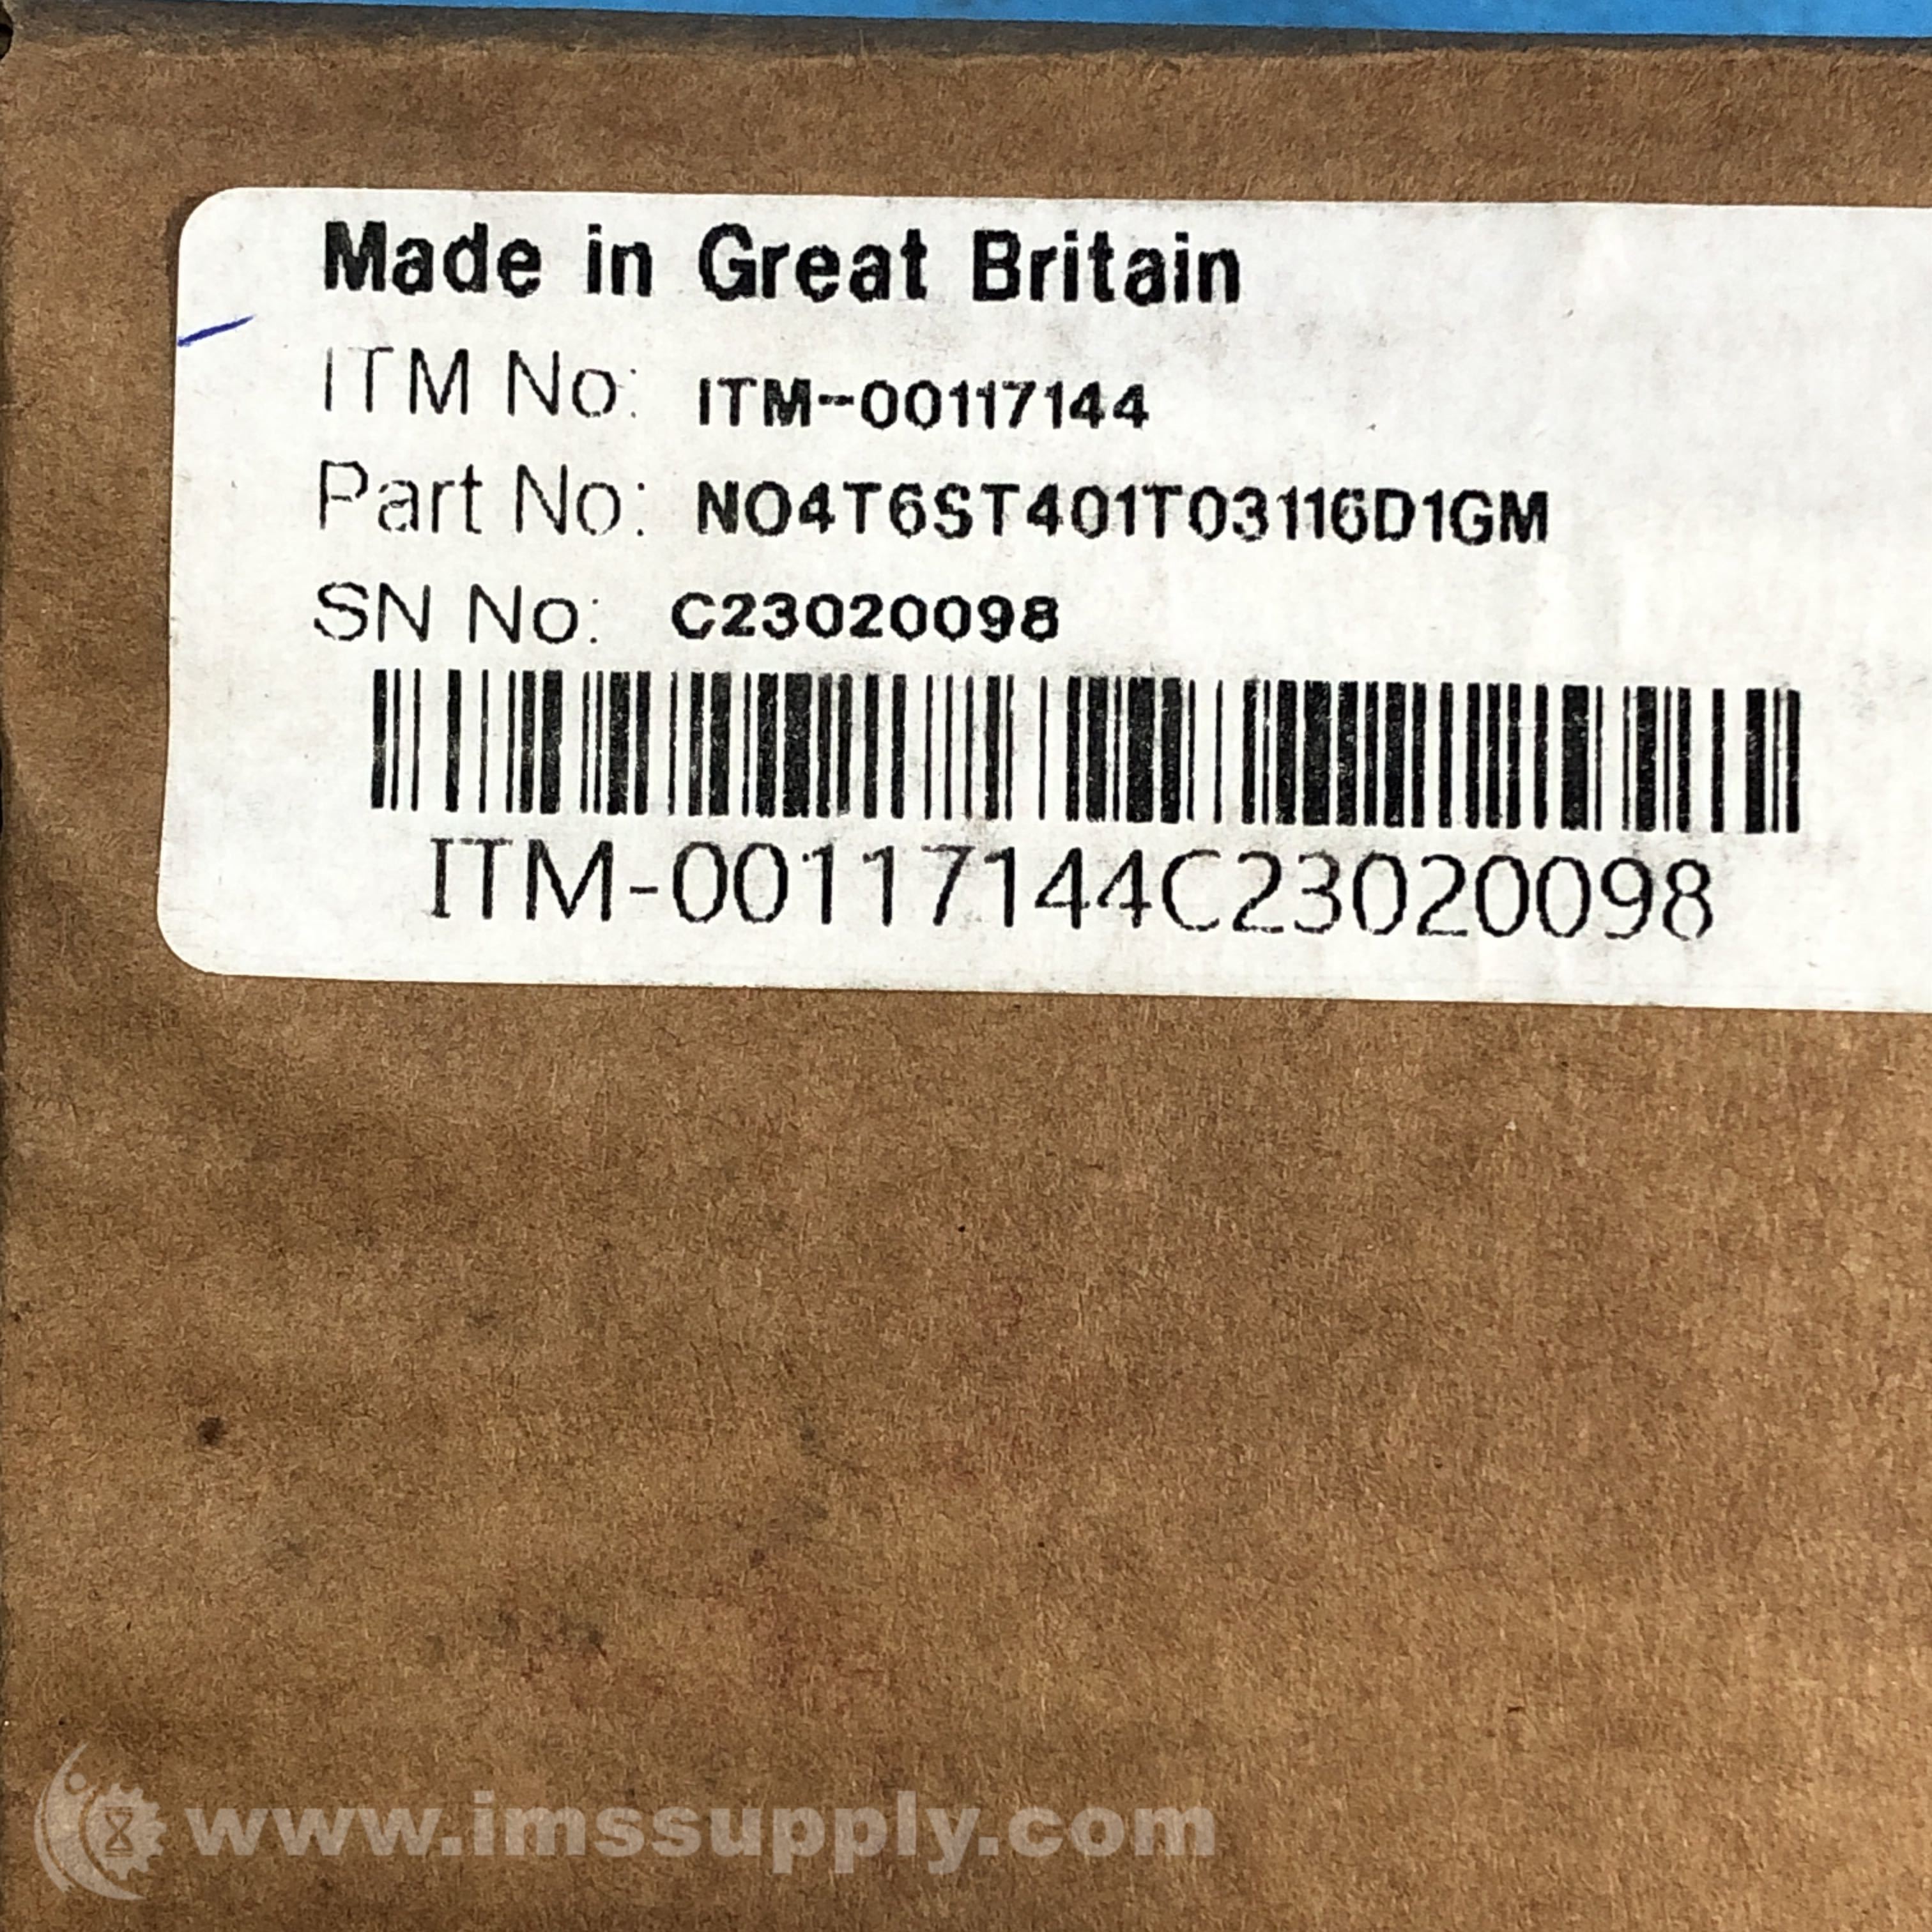 Made in Great Britain
ITM No: ITM-00117144
Part No: NO4T6ST401T03116D1GM
SN No: C23020098
ITM-00117144C23020098
www.imssupply.com